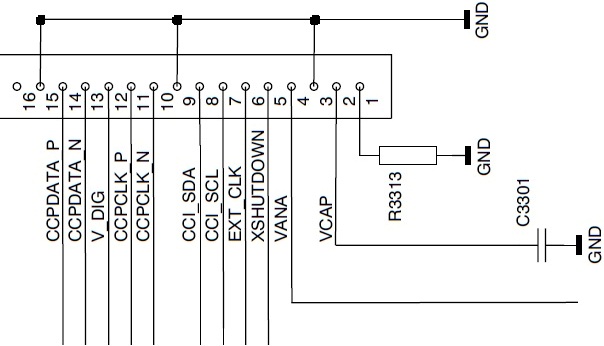 GND
16
15
14
13
12
11
10
9
8
7
6
5
4
3
2
1
CCPDATA_P
CCPDATA_N
V_DIG
CCPCLK_P
CCPCLK_N
CCI_SDA
CCI_SCL
EXT_CLK
XSHUTDOWN
VANA
VCAP
R3313
GND
C3301
GND